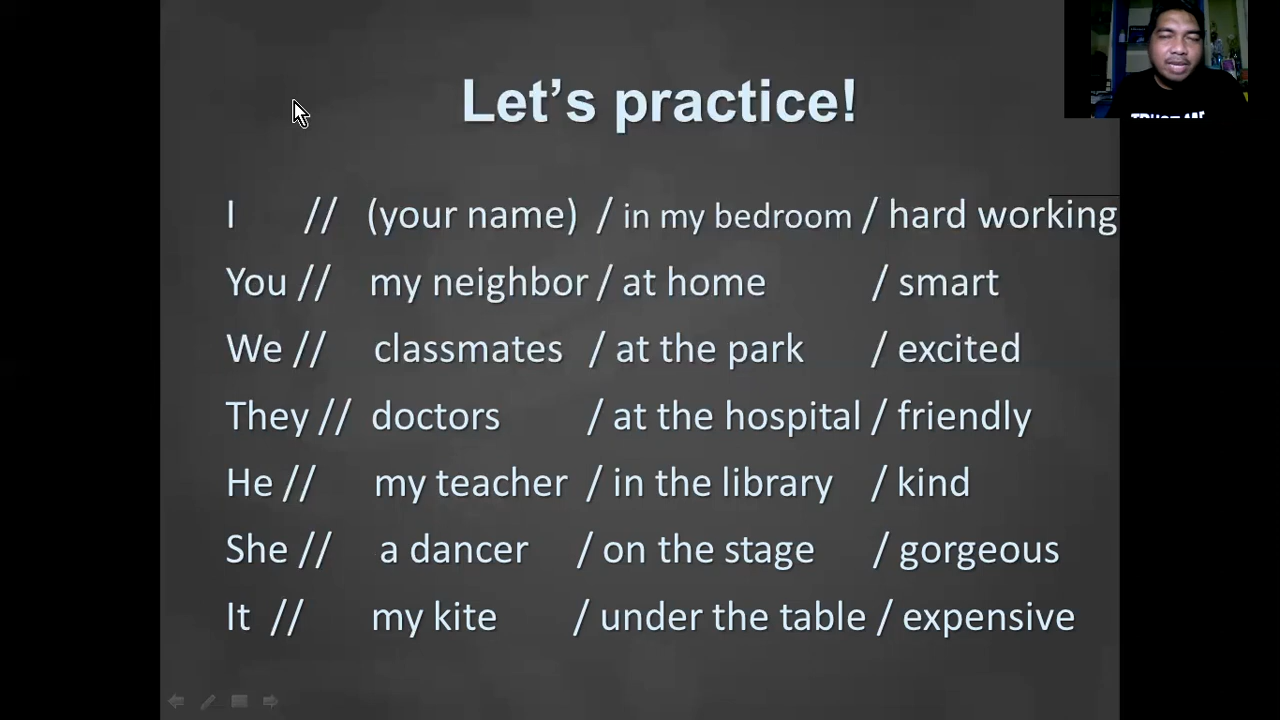 Let's practice!
I // (your name) / in my bedroom / hard working
You // my neighbor / at home / smart
We // classmates / at the park / excited
They // doctors / at the hospital / friendly
He // my teacher / in the library / kind
She // a dancer / on the stage / gorgeous
It // my kite / under the table / expensive